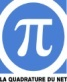 π
LA QUADRATURE DU NET